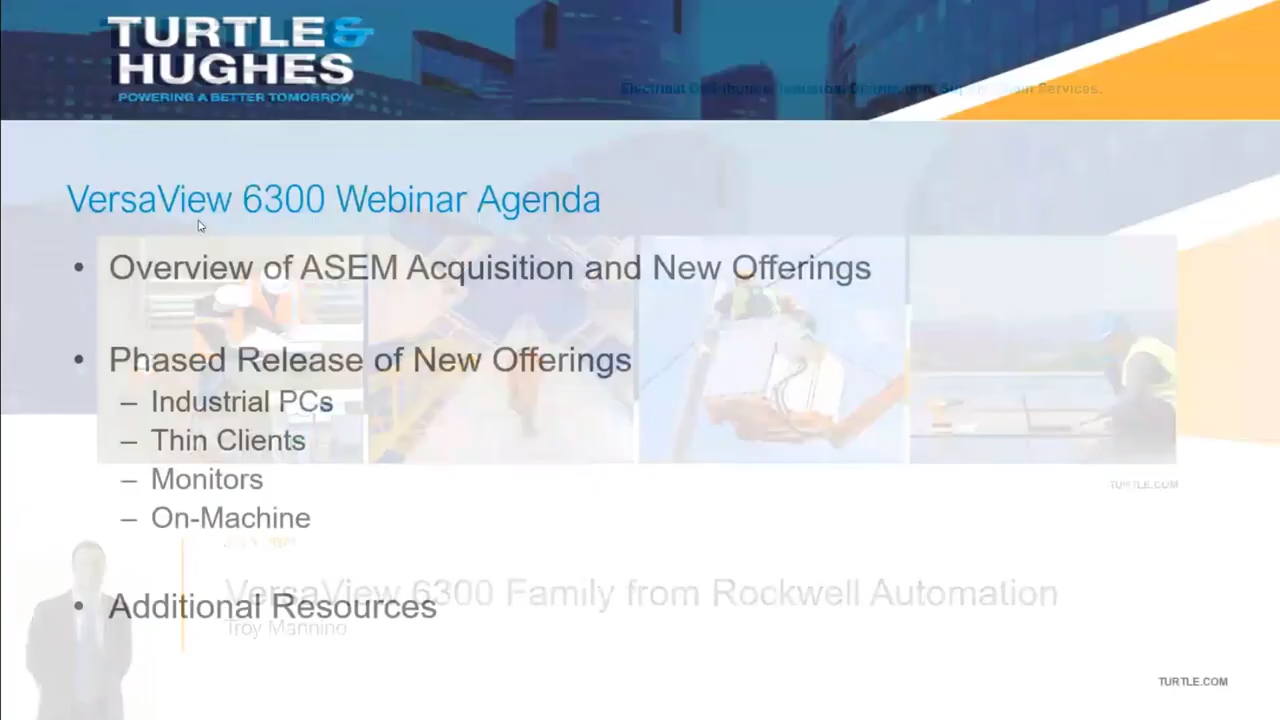 TURTLE&
HUGHES
POWERING A BETTER TOMORROW
VersaView 6300 Webinar Agenda
• Overview of ASEM Acquisition and New Offerings
• Phased Release of New Offerings
– Industrial PCs
– Thin Clients
– Monitors
– On-Machine
TURTLE.COM
VersaView 6300 Family from Rockwell Automation
• Additional Resources
Troy Mannino
TURTLE.COM